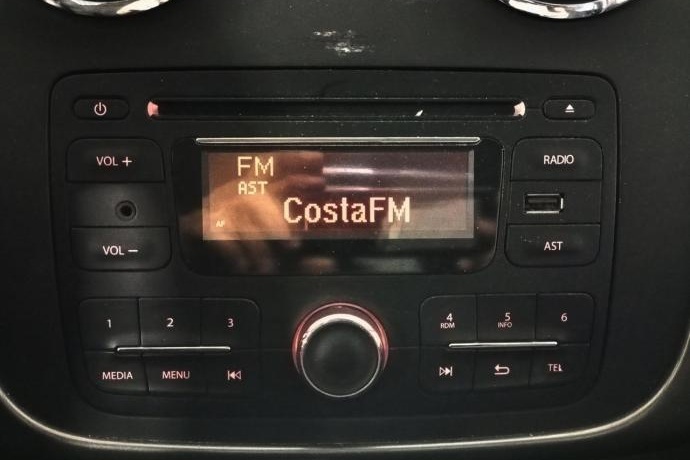 VOL +
FM
AST
AF
CostaFM
RADIO
VOL –
AST
1 2 3
4 5 6
RDM INFO
MEDIA MENU
TEL